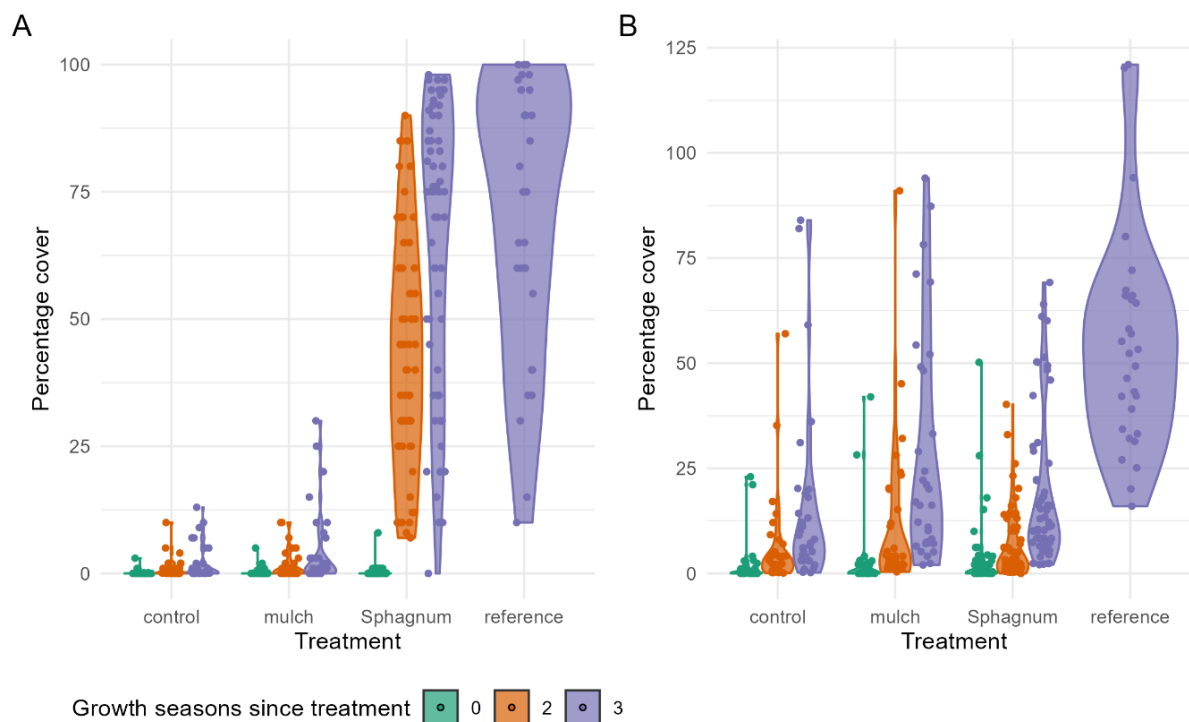 A
Percentage cover
100
75
50
25
0
control mulch Sphagnum reference
Treatment
B
Percentage cover
125
100
75
50
25
0
control mulch Sphagnum reference
Treatment
Growth seasons since treatment 0 2 3